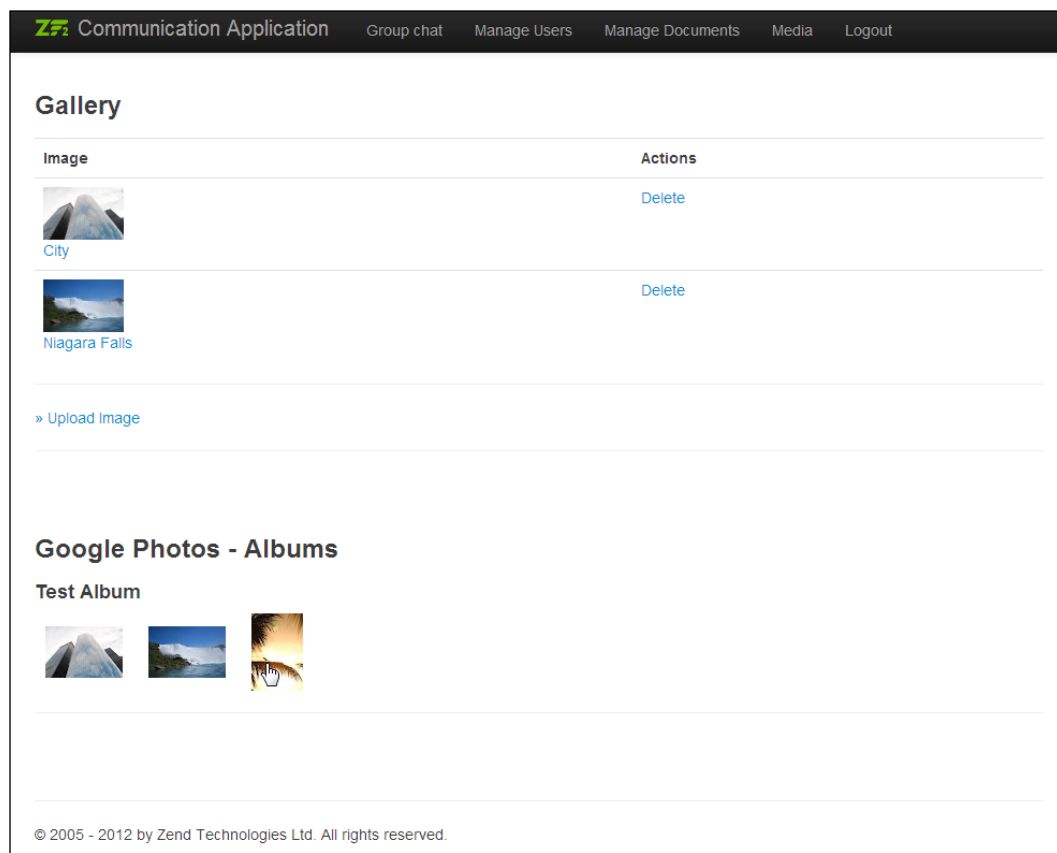 ZF2 Communication Application Group chat Manage Users Manage Documents Media Logout
Gallery
Image Actions
Delete
City
Delete
Niagara Falls
» Upload Image
Google Photos - Albums
Test Album
© 2005 - 2012 by Zend Technologies Ltd. All rights reserved.